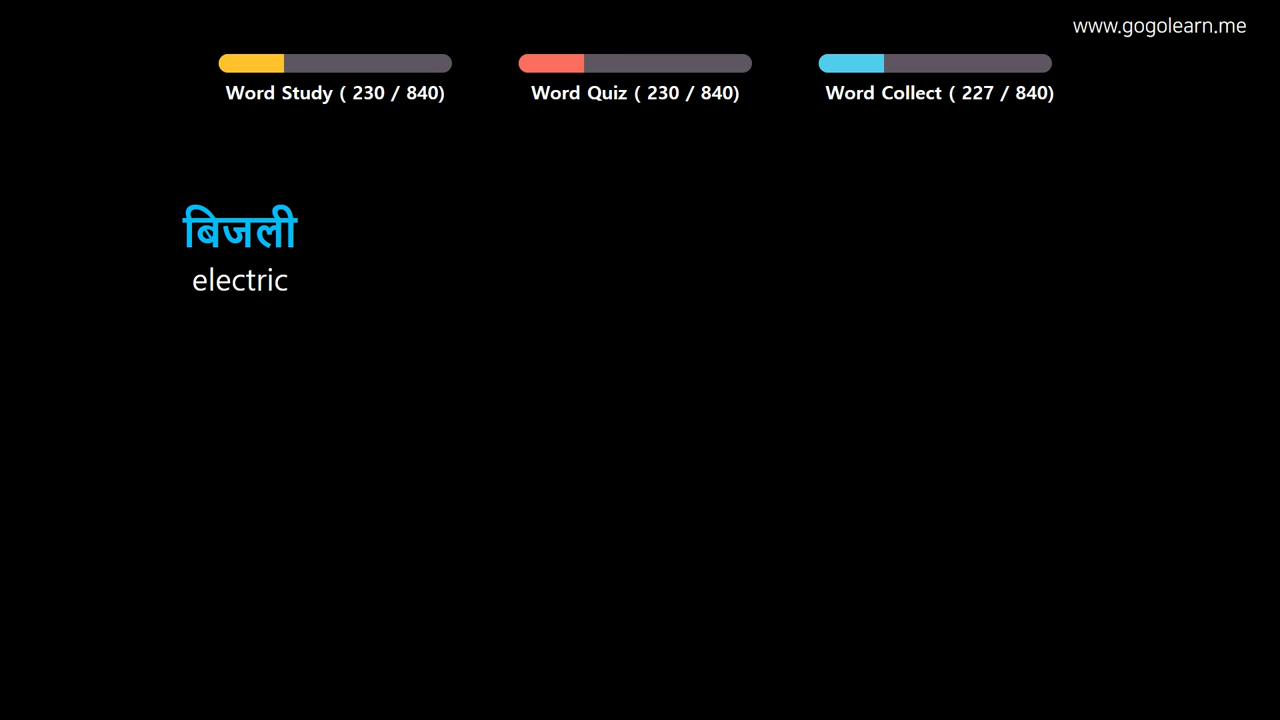 www.gogolearn.me
Word Study ( 230 / 840)
Word Quiz ( 230 / 840)
Word Collect ( 227 / 840)
बिजली
electric